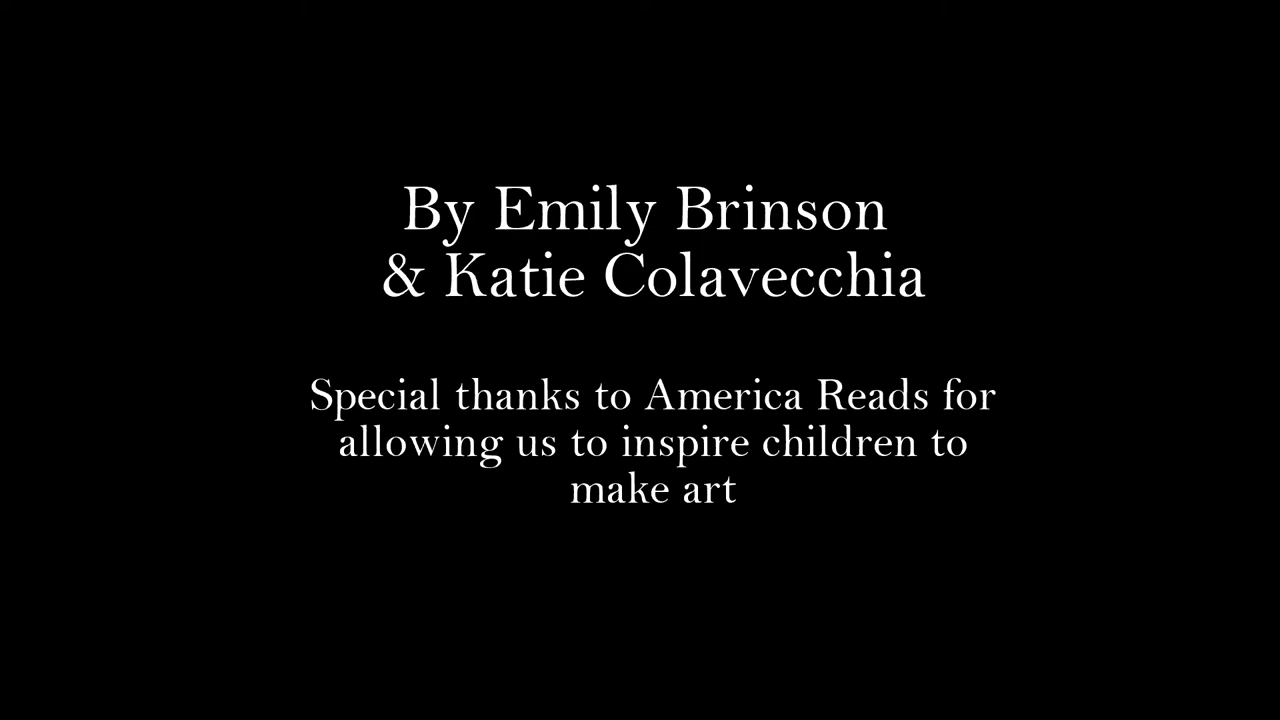 By Emily Brinson
& Katie Colavecchia
Special thanks to America Reads for
allowing us to inspire children to
make art